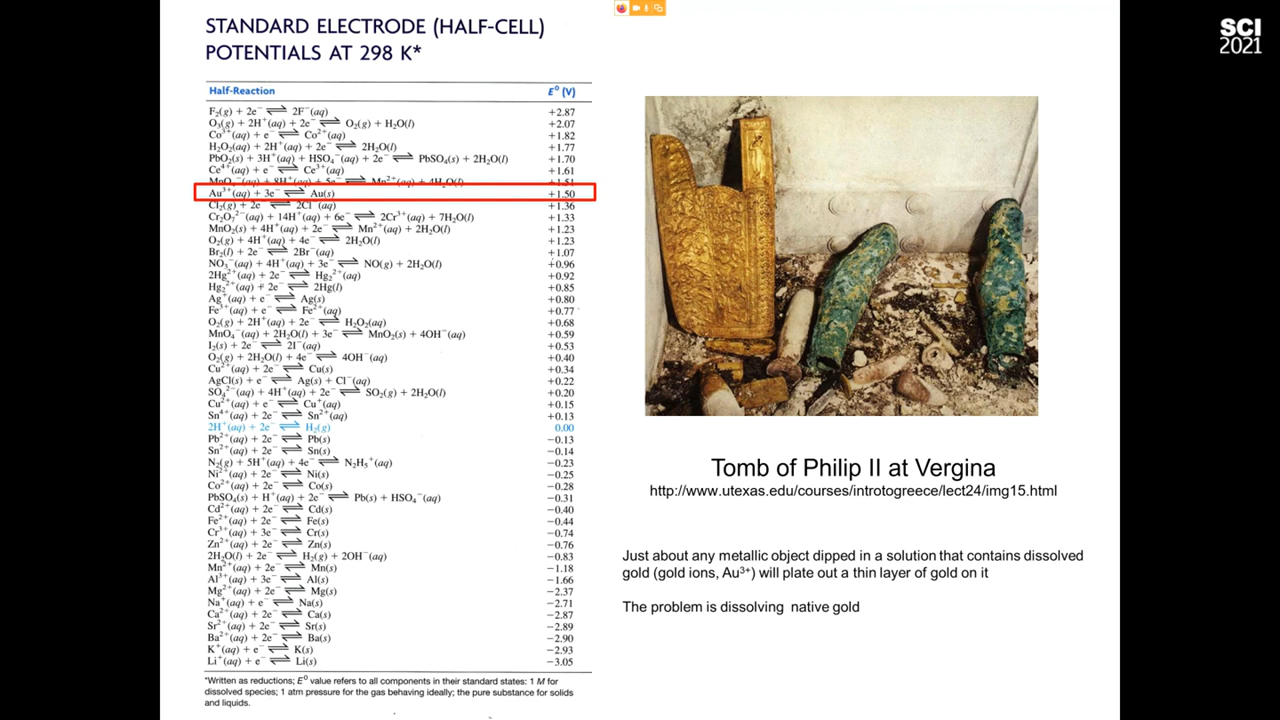 STANDARD ELECTRODE (HALF-CELL)
POTENTIALS AT 298 K*
Half-Reaction E⁰ (V)
F₂(g) + 2e⁻ ⇌ 2F⁻(aq) +2.87
O₃(g) + 2H⁺(aq) + 2e⁻ ⇌ O₂(g) + H₂O(l) +2.07
Co³⁺(aq) + e⁻ ⇌ Co²⁺(aq) +1.82
H₂O₂(aq) + 2H⁺(aq) + 2e⁻ ⇌ 2H₂O(l) +1.77
PbO₂(s) + 3H⁺(aq) + HSO₄⁻(aq) + 2e⁻ ⇌ PbSO₄(s) + 2H₂O(l) +1.70
Ce⁴⁺(aq) + e⁻ ⇌ Ce³⁺(aq) +1.61
MnO₄⁻(aq) + 8H⁺(aq) + 5e⁻ ⇌ Mn²⁺(aq) + 4H₂O(l) +1.51
Au³⁺(aq) + 3e⁻ ⇌ Au(s) +1.50
Cl₂(g) + 2e⁻ ⇌ 2Cl⁻(aq) +1.36
Cr₂O₇²⁻(aq) + 14H⁺(aq) + 6e⁻ ⇌ 2Cr³⁺(aq) + 7H₂O(l) +1.33
MnO₂(s) + 4H⁺(aq) + 2e⁻ ⇌ Mn²⁺(aq) + 2H₂O(l) +1.23
O₂(g) + 4H⁺(aq) + 4e⁻ ⇌ 2H₂O(l) +1.23
Br₂(l) + 2e⁻ ⇌ 2Br⁻(aq) +1.07
NO₃⁻(aq) + 4H⁺(aq) + 3e⁻ ⇌ NO(g) + 2H₂O(l) +0.96
2Hg²⁺(aq) + 2e⁻ ⇌ Hg₂²⁺(aq) +0.92
Hg₂²⁺(aq) + 2e⁻ ⇌ 2Hg(l) +0.85
Ag⁺(aq) + e⁻ ⇌ Ag(s) +0.80
Fe³⁺(aq) + e⁻ ⇌ Fe²⁺(aq) +0.77
O₂(g) + 2H⁺(aq) + 2e⁻ ⇌ H₂O₂(aq) +0.68
MnO₄⁻(aq) + 2H₂O(l) + 3e⁻ ⇌ MnO₂(s) + 4OH⁻(aq) +0.59
I₂(s) + 2e⁻ ⇌ 2I⁻(aq) +0.53
O₂(g) + 2H₂O(l) + 4e⁻ ⇌ 4OH⁻(aq) +0.40
Cu²⁺(aq) + 2e⁻ ⇌ Cu(s) +0.34
AgCl(s) + e⁻ ⇌ Ag(s) + Cl⁻(aq) +0.22
SO₄²⁻(aq) + 4H⁺(aq) + 2e⁻ ⇌ SO₂(g) + 2H₂O(l) +0.20
Cu²⁺(aq) + e⁻ ⇌ Cu⁺(aq) +0.15
Sn⁴⁺(aq) + 2e⁻ ⇌ Sn²⁺(aq) +0.13
2H⁺(aq) + 2e⁻ ⇌ H₂(g) 0.00
Pb²⁺(aq) + 2e⁻ ⇌ Pb(s) −0.13
Sn²⁺(aq) + 2e⁻ ⇌ Sn(s) −0.14
N₂(g) + 5H⁺(aq) + 4e⁻ ⇌ N₂H₅⁺(aq) −0.23
Ni²⁺(aq) + 2e⁻ ⇌ Ni(s) −0.25
Co²⁺(aq) + 2e⁻ ⇌ Co(s) −0.28
PbSO₄(s) + H⁺(aq) + 2e⁻ ⇌ Pb(s) + HSO₄⁻(aq) −0.31
Cd²⁺(aq) + 2e⁻ ⇌ Cd(s) −0.40
Fe²⁺(aq) + 2e⁻ ⇌ Fe(s) −0.44
Cr³⁺(aq) + 3e⁻ ⇌ Cr(s) −0.74
Zn²⁺(aq) + 2e⁻ ⇌ Zn(s) −0.76
2H₂O(l) + 2e⁻ ⇌ H₂(g) + 2OH⁻(aq) −0.83
Mn²⁺(aq) + 2e⁻ ⇌ Mn(s) −1.18
Al³⁺(aq) + 3e⁻ ⇌ Al(s) −1.66
Mg²⁺(aq) + 2e⁻ ⇌ Mg(s) −2.37
Na⁺(aq) + e⁻ ⇌ Na(s) −2.71
Ca²⁺(aq) + 2e⁻ ⇌ Ca(s) −2.87
Sr²⁺(aq) + 2e⁻ ⇌ Sr(s) −2.89
Ba²⁺(aq) + 2e⁻ ⇌ Ba(s) −2.90
K⁺(aq) + e⁻ ⇌ K(s) −2.93
Li⁺(aq) + e⁻ ⇌ Li(s) −3.05
*Written as reductions; E⁰ value refers to all components in their standard states: 1 M for
dissolved species; 1 atm pressure for the gas behaving ideally; the pure substance for solids
and liquids.
Tomb of Philip II at Vergina
http://www.utexas.edu/courses/introtogreece/lect24/img15.html
Just about any metallic object dipped in a solution that contains dissolved
gold (gold ions, Au³⁺) will plate out a thin layer of gold on it
The problem is dissolving native gold
SCI
2021